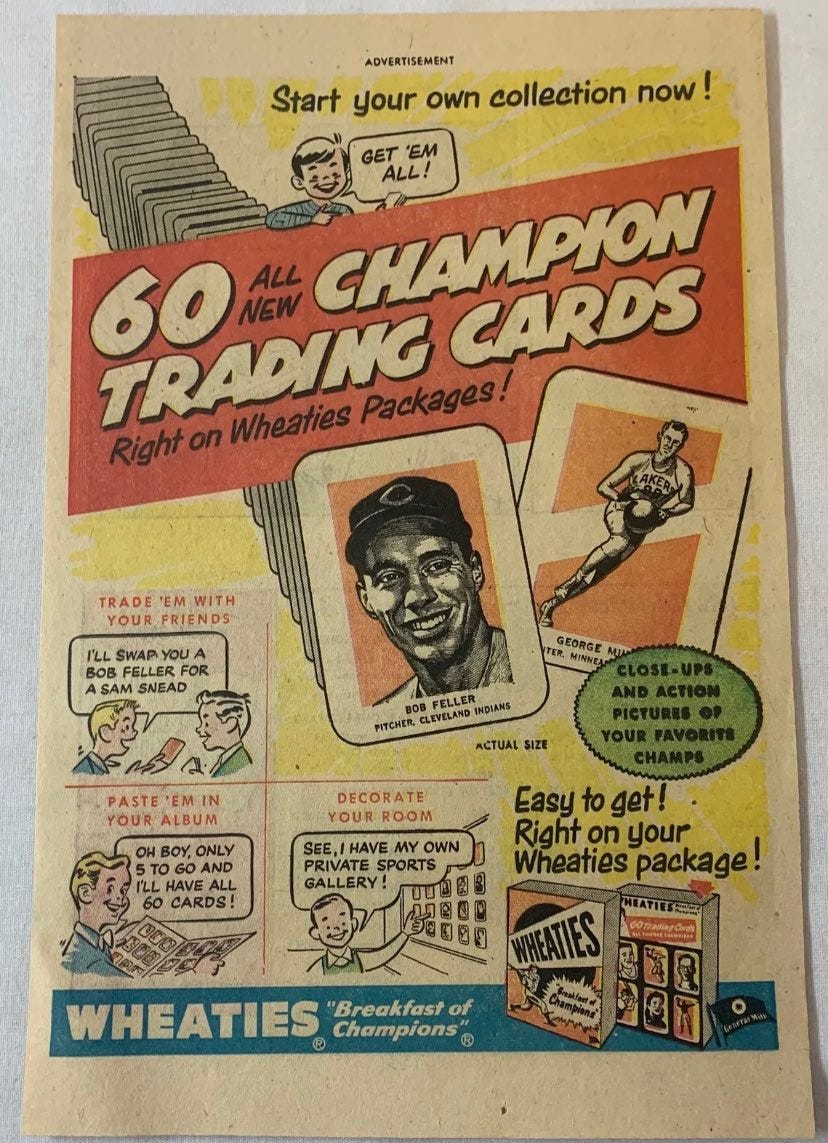 ADVERTISEMENT
Start your own collection now!
GET 'EM
ALL!
60 ALL NEW CHAMPION
TRADING CARDS
Right on Wheaties Packages!
LAKERS
BOB FELLER
PITCHER, CLEVELAND INDIANS
GEORGE
ACTUAL SIZE
CLOSE-UPS
AND ACTION
PICTURES OF
YOUR FAVORITE
CHAMPS
TRADE 'EM WITH
YOUR FRIENDS
I'LL SWAP YOU A
BOB FELLER FOR
A SAM SNEAD
PASTE 'EM IN
YOUR ALBUM
OH BOY, ONLY
5 TO GO AND
I'LL HAVE ALL
60 CARDS!
DECORATE
YOUR ROOM
SEE, I HAVE MY OWN
PRIVATE SPORTS
GALLERY!
Easy to get!
Right on your
Wheaties package!
WHEATIES
"Breakfast of
Champions"
WHEATIES
60 Trading Cards
WHEATIES® "Breakfast of
Champions"®
General Mills